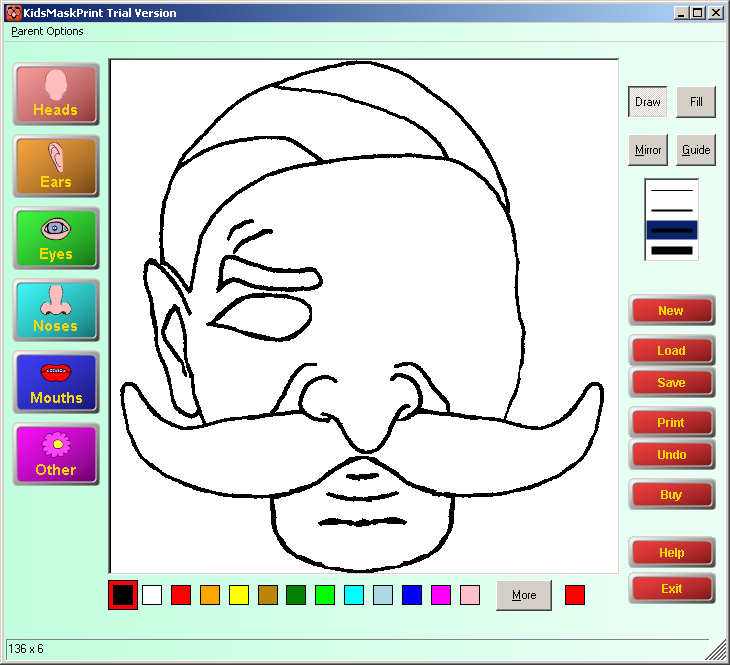 KidsMaskPrint Trial Version
Parent Options
Heads
Ears
Eyes
Noses
Mouths
Other
Draw
Fill
Mirror
Guide
New
Load
Save
Print
Undo
Buy
Help
Exit
More
136 x 6